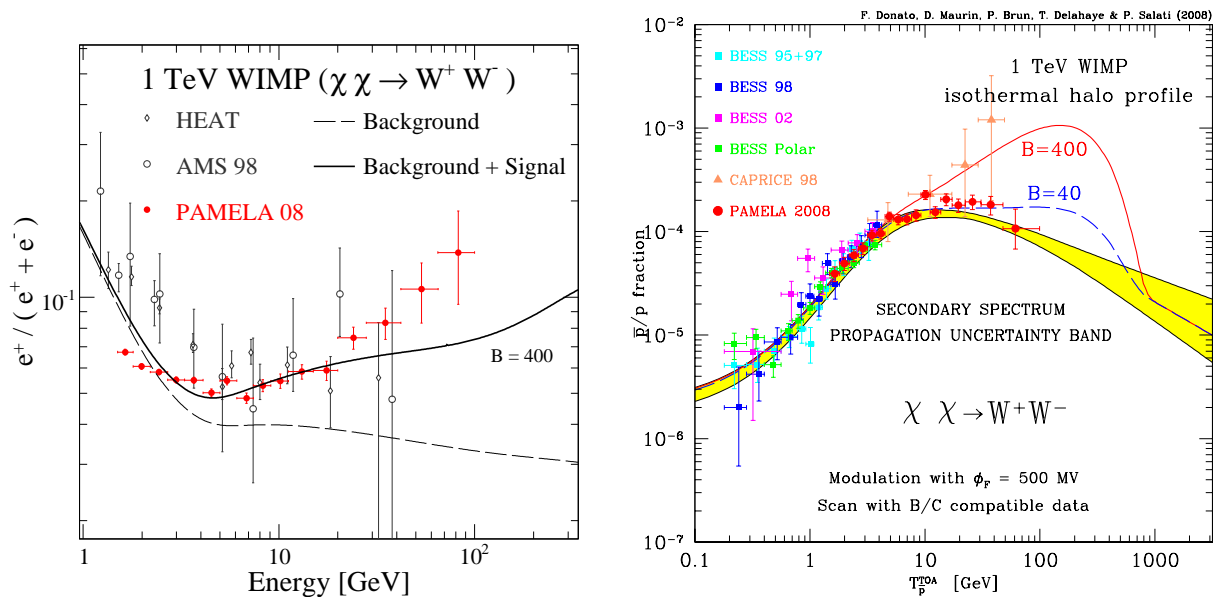 1 TeV WIMP (χ χ → W⁺ W⁻)
HEAT
AMS 98
PAMELA 08
Background
Background + Signal
B = 400
10⁻¹
e⁺ / ( e⁺ + e⁻ )
1
10
10²
Energy [GeV]
F. Donato, D. Maurin, P. Brun, T. Delahaye & P. Salati (2008)
10⁻²
10⁻³
10⁻⁴
10⁻⁵
10⁻⁶
10⁻⁷
p̅/p fraction
BESS 95+97
BESS 98
BESS 02
BESS Polar
CAPRICE 98
PAMELA 2008
1 TeV WIMP
isothermal halo profile
B=400
B=40
SECONDARY SPECTRUM
PROPAGATION UNCERTAINTY BAND
χ χ→W⁺W⁻
Modulation with ϕ_F = 500 MV
Scan with B/C compatible data
0.1
1
10
100
1000
T_p̅^TOA [GeV]